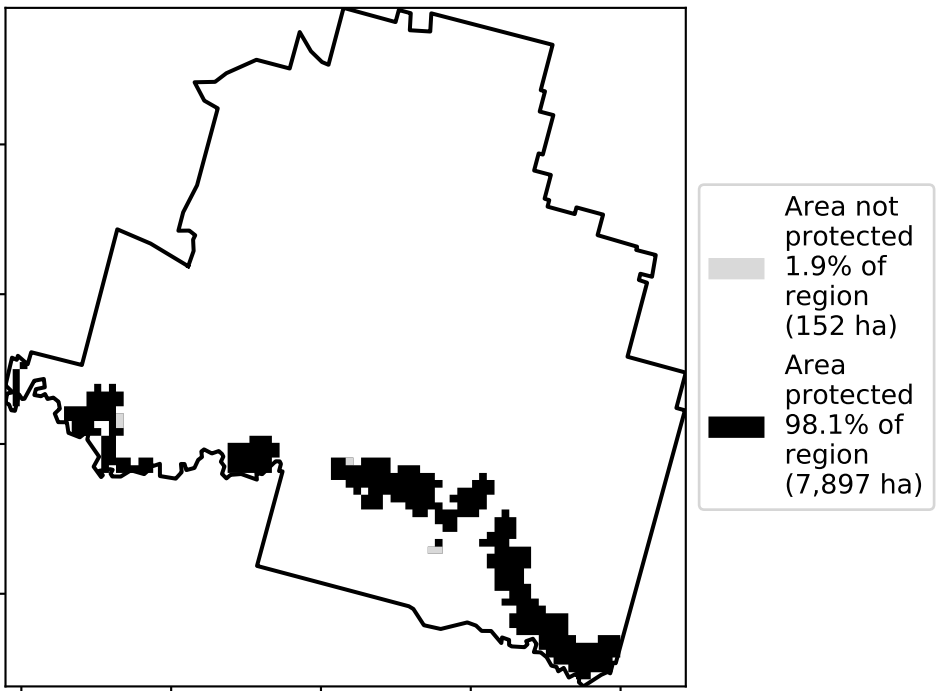 Area not
protected
1.9% of
region
(152 ha)
Area
protected
98.1% of
region
(7,897 ha)